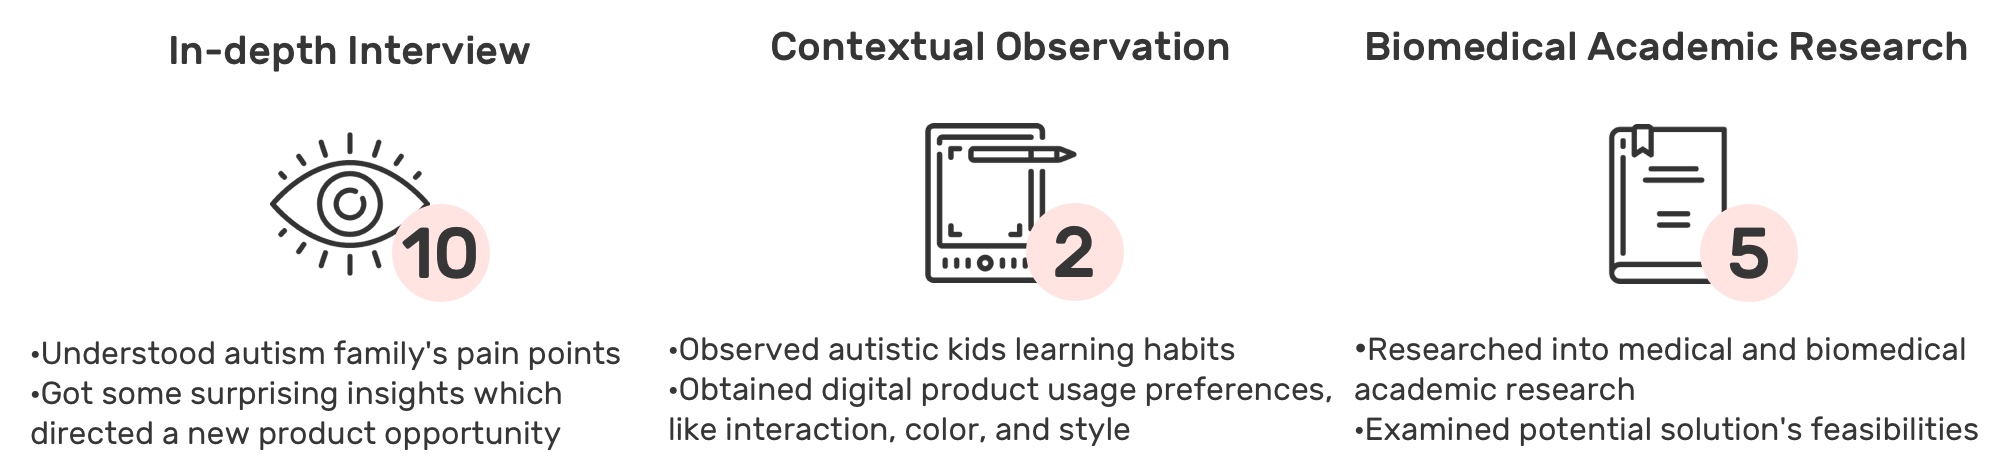 In-depth Interview
10
•Understood autism family's pain points
•Got some surprising insights which
directed a new product opportunity
Contextual Observation
2
•Observed autistic kids learning habits
•Obtained digital product usage preferences,
like interaction, color, and style
Biomedical Academic Research
5
•Researched into medical and biomedical
academic research
•Examined potential solution's feasibilities